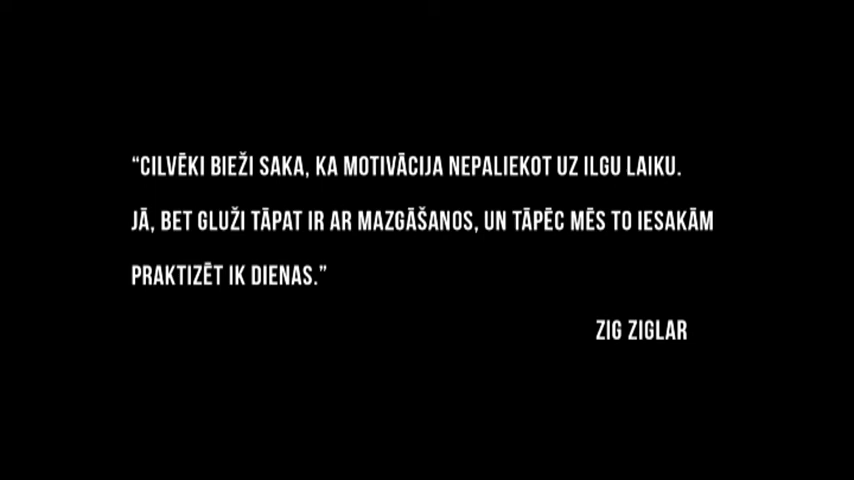 “CILVĒKI BIEŽI SAKA, KA MOTIVĀCIJA NEPALIEKOT UZ ILGU LAIKU.
JĀ, BET GLUŽI TĀPAT IR AR MAZGĀŠANOS, UN TĀPĒC MĒS TO IESAKĀM
PRAKTIZĒT IK DIENAS.”
ZIG ZIGLAR